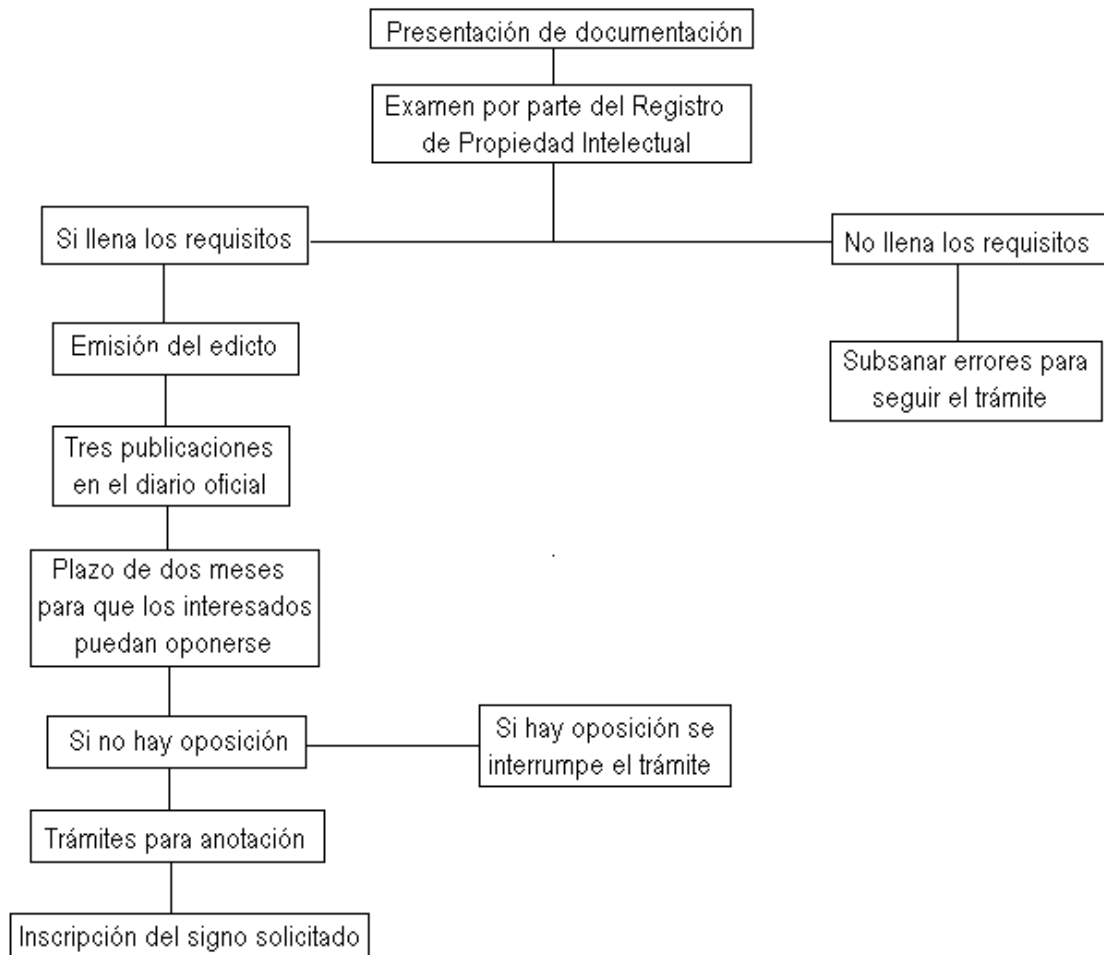 Presentación de documentación
Examen por parte del Registro
de Propiedad Intelectual
Si llena los requisitos
No llena los requisitos
Emisión del edicto
Subsanar errores para
seguir el trámite
Tres publicaciones
en el diario oficial
Plazo de dos meses
para que los interesados
puedan oponerse
Si no hay oposición
Si hay oposición se
interrumpe el trámite
Trámites para anotación
Inscripción del signo solicitado